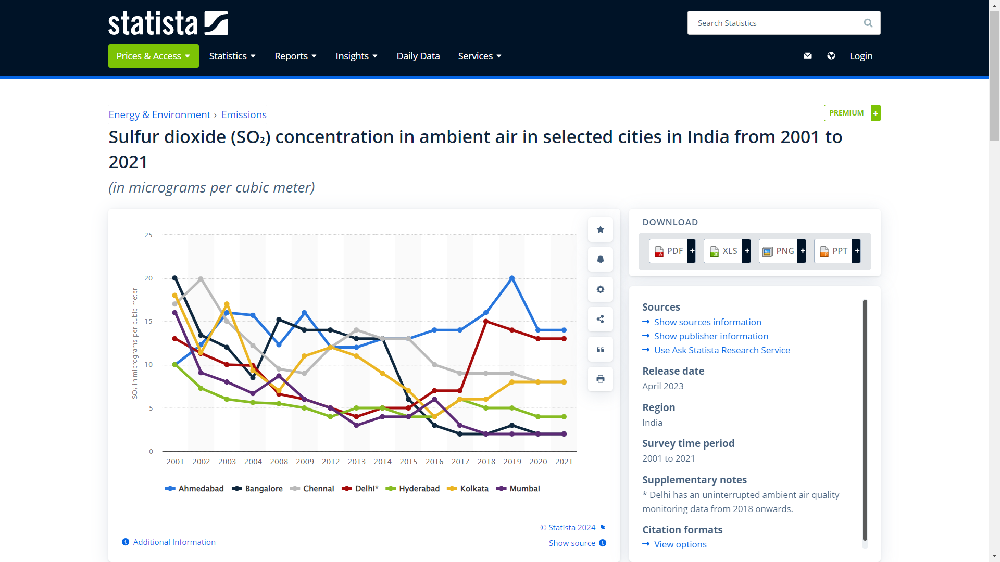 statista
Search Statistics
Prices & Access
Statistics
Reports
Insights
Daily Data
Services
Login
Energy & Environment › Emissions
PREMIUM +
Sulfur dioxide (SO₂) concentration in ambient air in selected cities in India from 2001 to
2021
(in micrograms per cubic meter)
SO₂ in micrograms per cubic meter
25
20
15
10
5
0
2001 2002 2003 2004 2008 2009 2012 2013 2014 2015 2016 2017 2018 2019 2020 2021
Ahmedabad Bangalore Chennai Delhi* Hyderabad Kolkata Mumbai
© Statista 2024
Additional Information
Show source
DOWNLOAD
PDF + XLS + PNG + PPT +
Sources
Show sources information
Show publisher information
Use Ask Statista Research Service
Release date
April 2023
Region
India
Survey time period
2001 to 2021
Supplementary notes
* Delhi has an uninterrupted ambient air quality
monitoring data from 2018 onwards.
Citation formats
View options